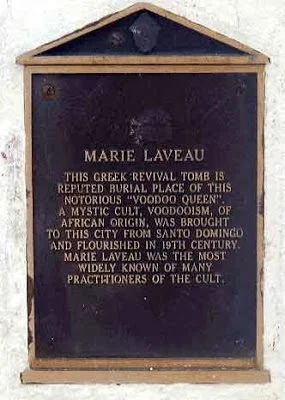 MARIE LAVEAU
THIS GREEK REVIVAL TOMB IS
REPUTED BURIAL PLACE OF THIS
NOTORIOUS "VOODOO QUEEN".
A MYSTIC CULT, VOODOOISM, OF
AFRICAN ORIGIN, WAS BROUGHT
TO THIS CITY FROM SANTO DOMINGO
AND FLOURISHED IN 19TH CENTURY.
MARIE LAVEAU WAS THE MOST
WIDELY KNOWN OF MANY
PRACTITIONERS OF THE CULT.